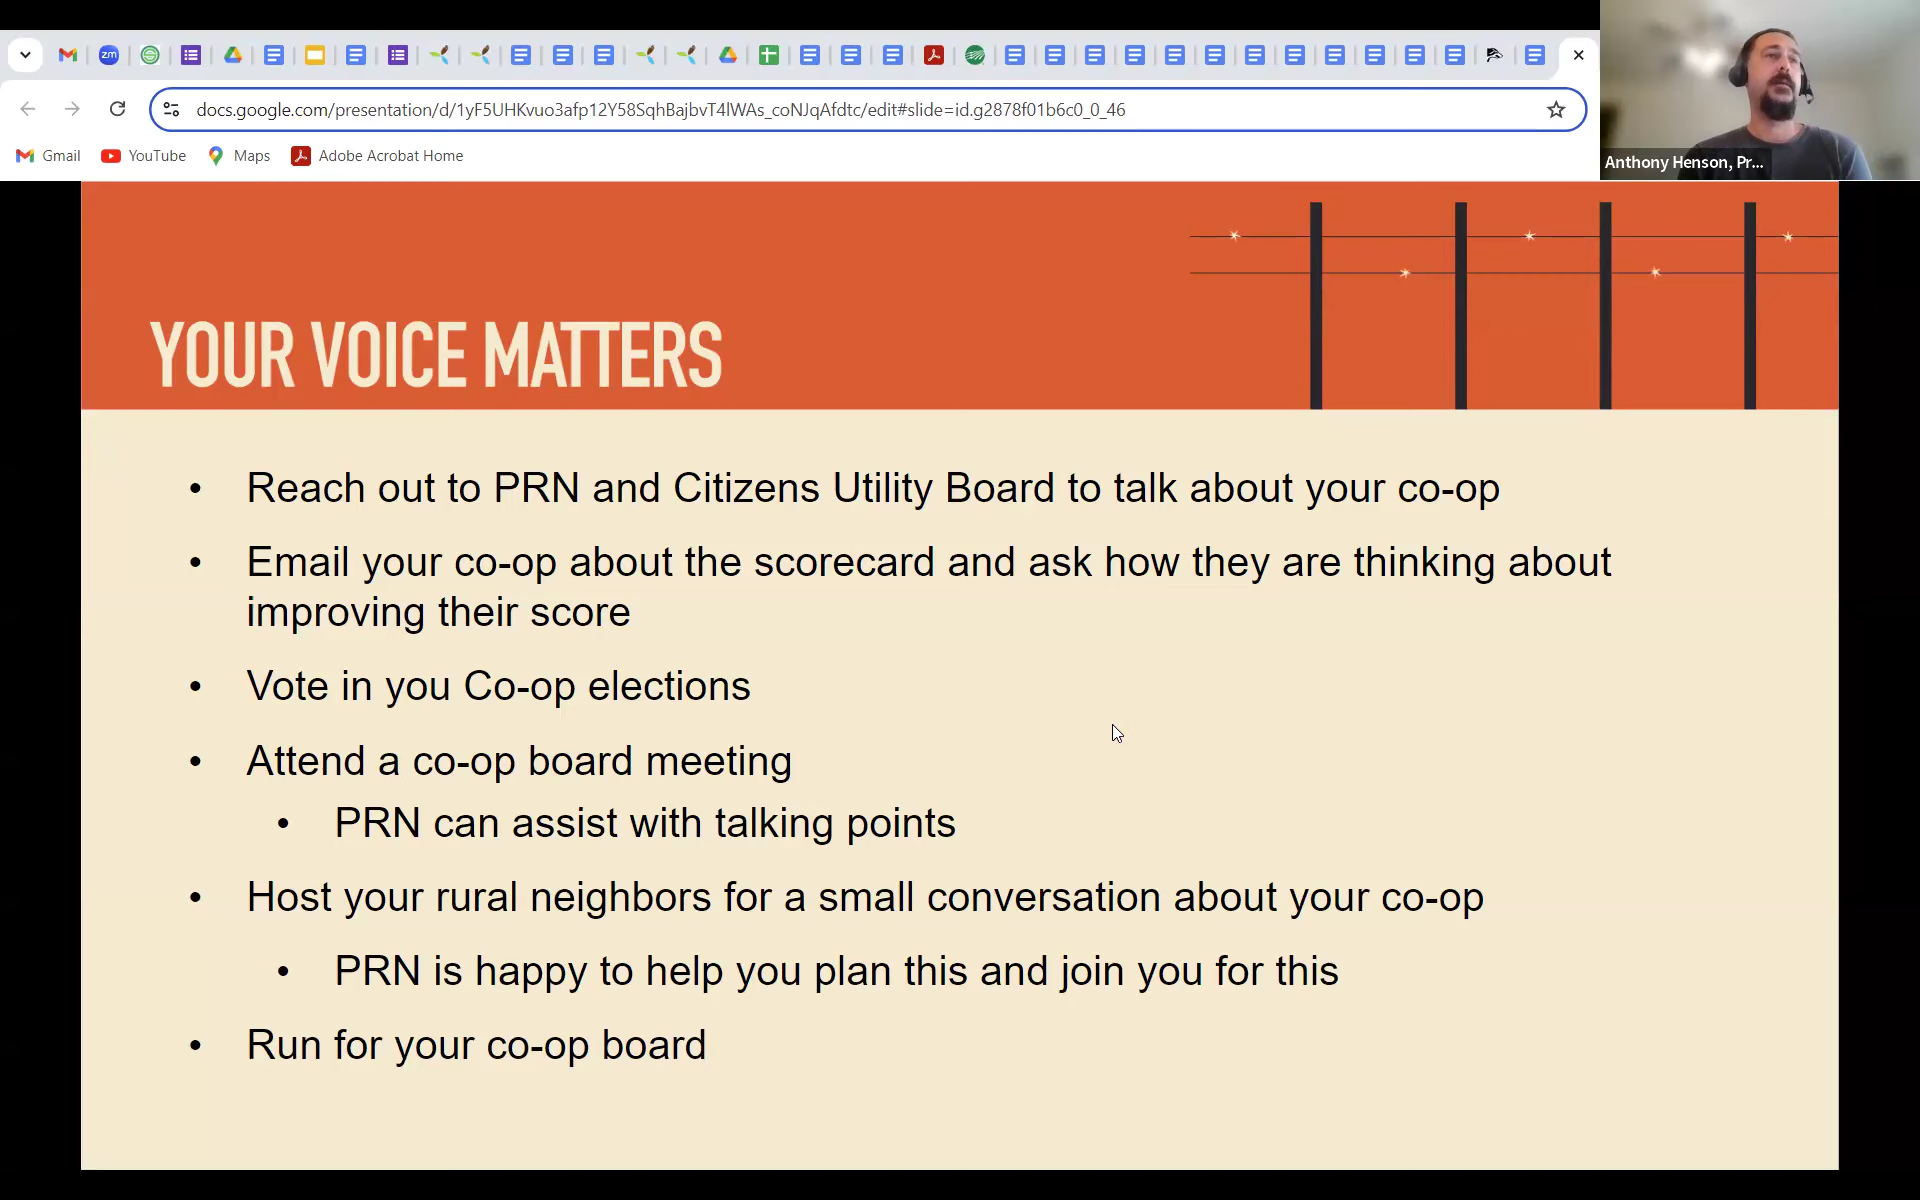 docs.google.com/presentation/d/1yF5UHKvuo3afp12Y58SqhBajbvT4lWAs_coNJqAfdtc/edit#slide=id.g2878f01b6c0_0_46
Gmail YouTube Maps Adobe Acrobat Home
Anthony Henson, Pr...
YOUR VOICE MATTERS
• Reach out to PRN and Citizens Utility Board to talk about your co-op
• Email your co-op about the scorecard and ask how they are thinking about
improving their score
• Vote in you Co-op elections
• Attend a co-op board meeting
• PRN can assist with talking points
• Host your rural neighbors for a small conversation about your co-op
• PRN is happy to help you plan this and join you for this
• Run for your co-op board